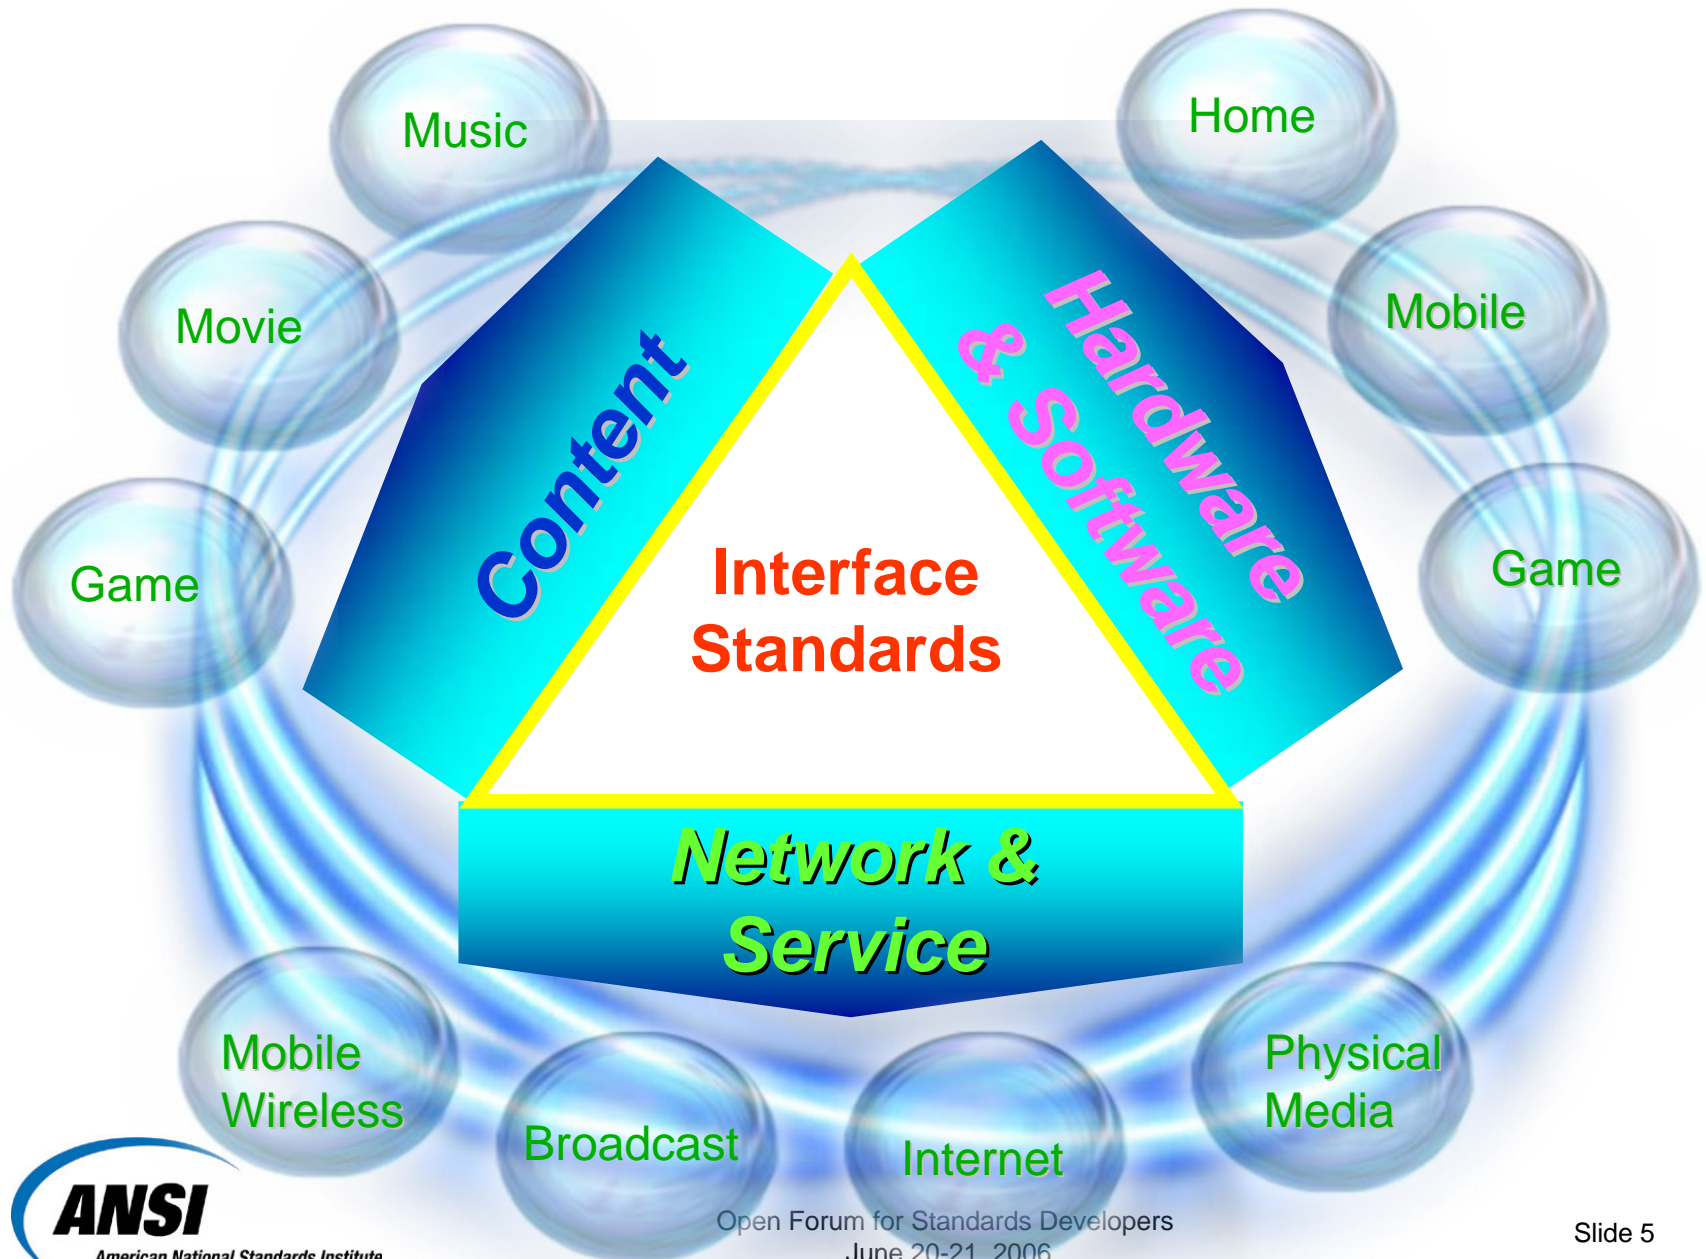 Music
Home
Movie
Mobile
Game
Game
Content
Hardware
& Software
Interface
Standards
Network &
Service
Mobile
Wireless
Broadcast
Internet
Physical
Media
ANSI
American National Standards Institute
Open Forum for Standards Developers
June 20-21, 2006
Slide 5